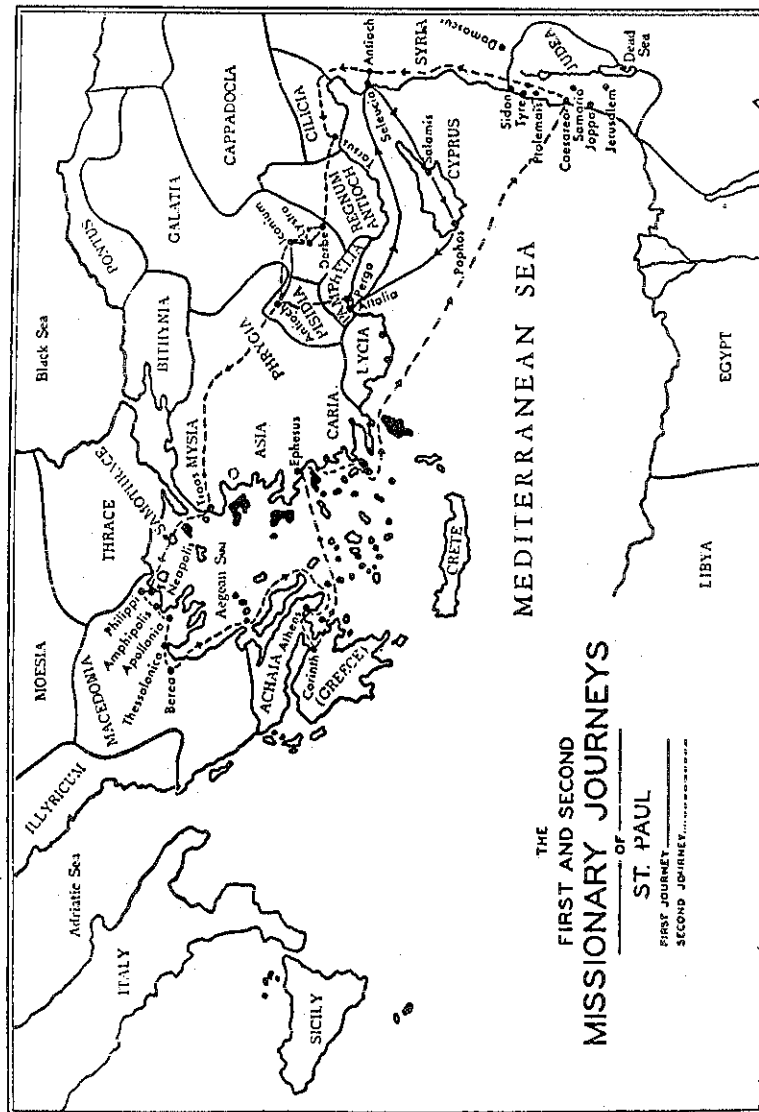 Black Sea
Adriatic Sea
Aegean Sea
MEDITERRANEAN SEA
Dead Sea
ITALY
SICILY
ILLYRICUM
MOESIA
MACEDONIA
THRACE
SAMOTHRACE
Philippi
Amphipolis
Apollonia
Thessalonica
Berea
Neapolis
Troas
MYSIA
ACHAIA
Athens
Corinth
(GREECE)
CRETE
ASIA
Ephesus
CARIA
LYCIA
BITHYNIA
PHRYGIA
PONTUS
GALATIA
CAPPADOCIA
CILICIA
Tarsus
Iconium
Lystra
Derbe
REGNUM
ANTIOCH
Antioch
PISIDIA
PAMPHYLIA
Perga
Attalia
Antioch
Seleucia
SYRIA
Salamis
CYPRUS
Paphos
Damascus
Sidon
Tyre
Ptolemais
Caesarea
Samaria
Joppa
Jerusalem
JUDEA
EGYPT
LIBYA
THE
FIRST AND SECOND
MISSIONARY JOURNEYS
OF
ST. PAUL
FIRST JOURNEY
SECOND JOURNEY